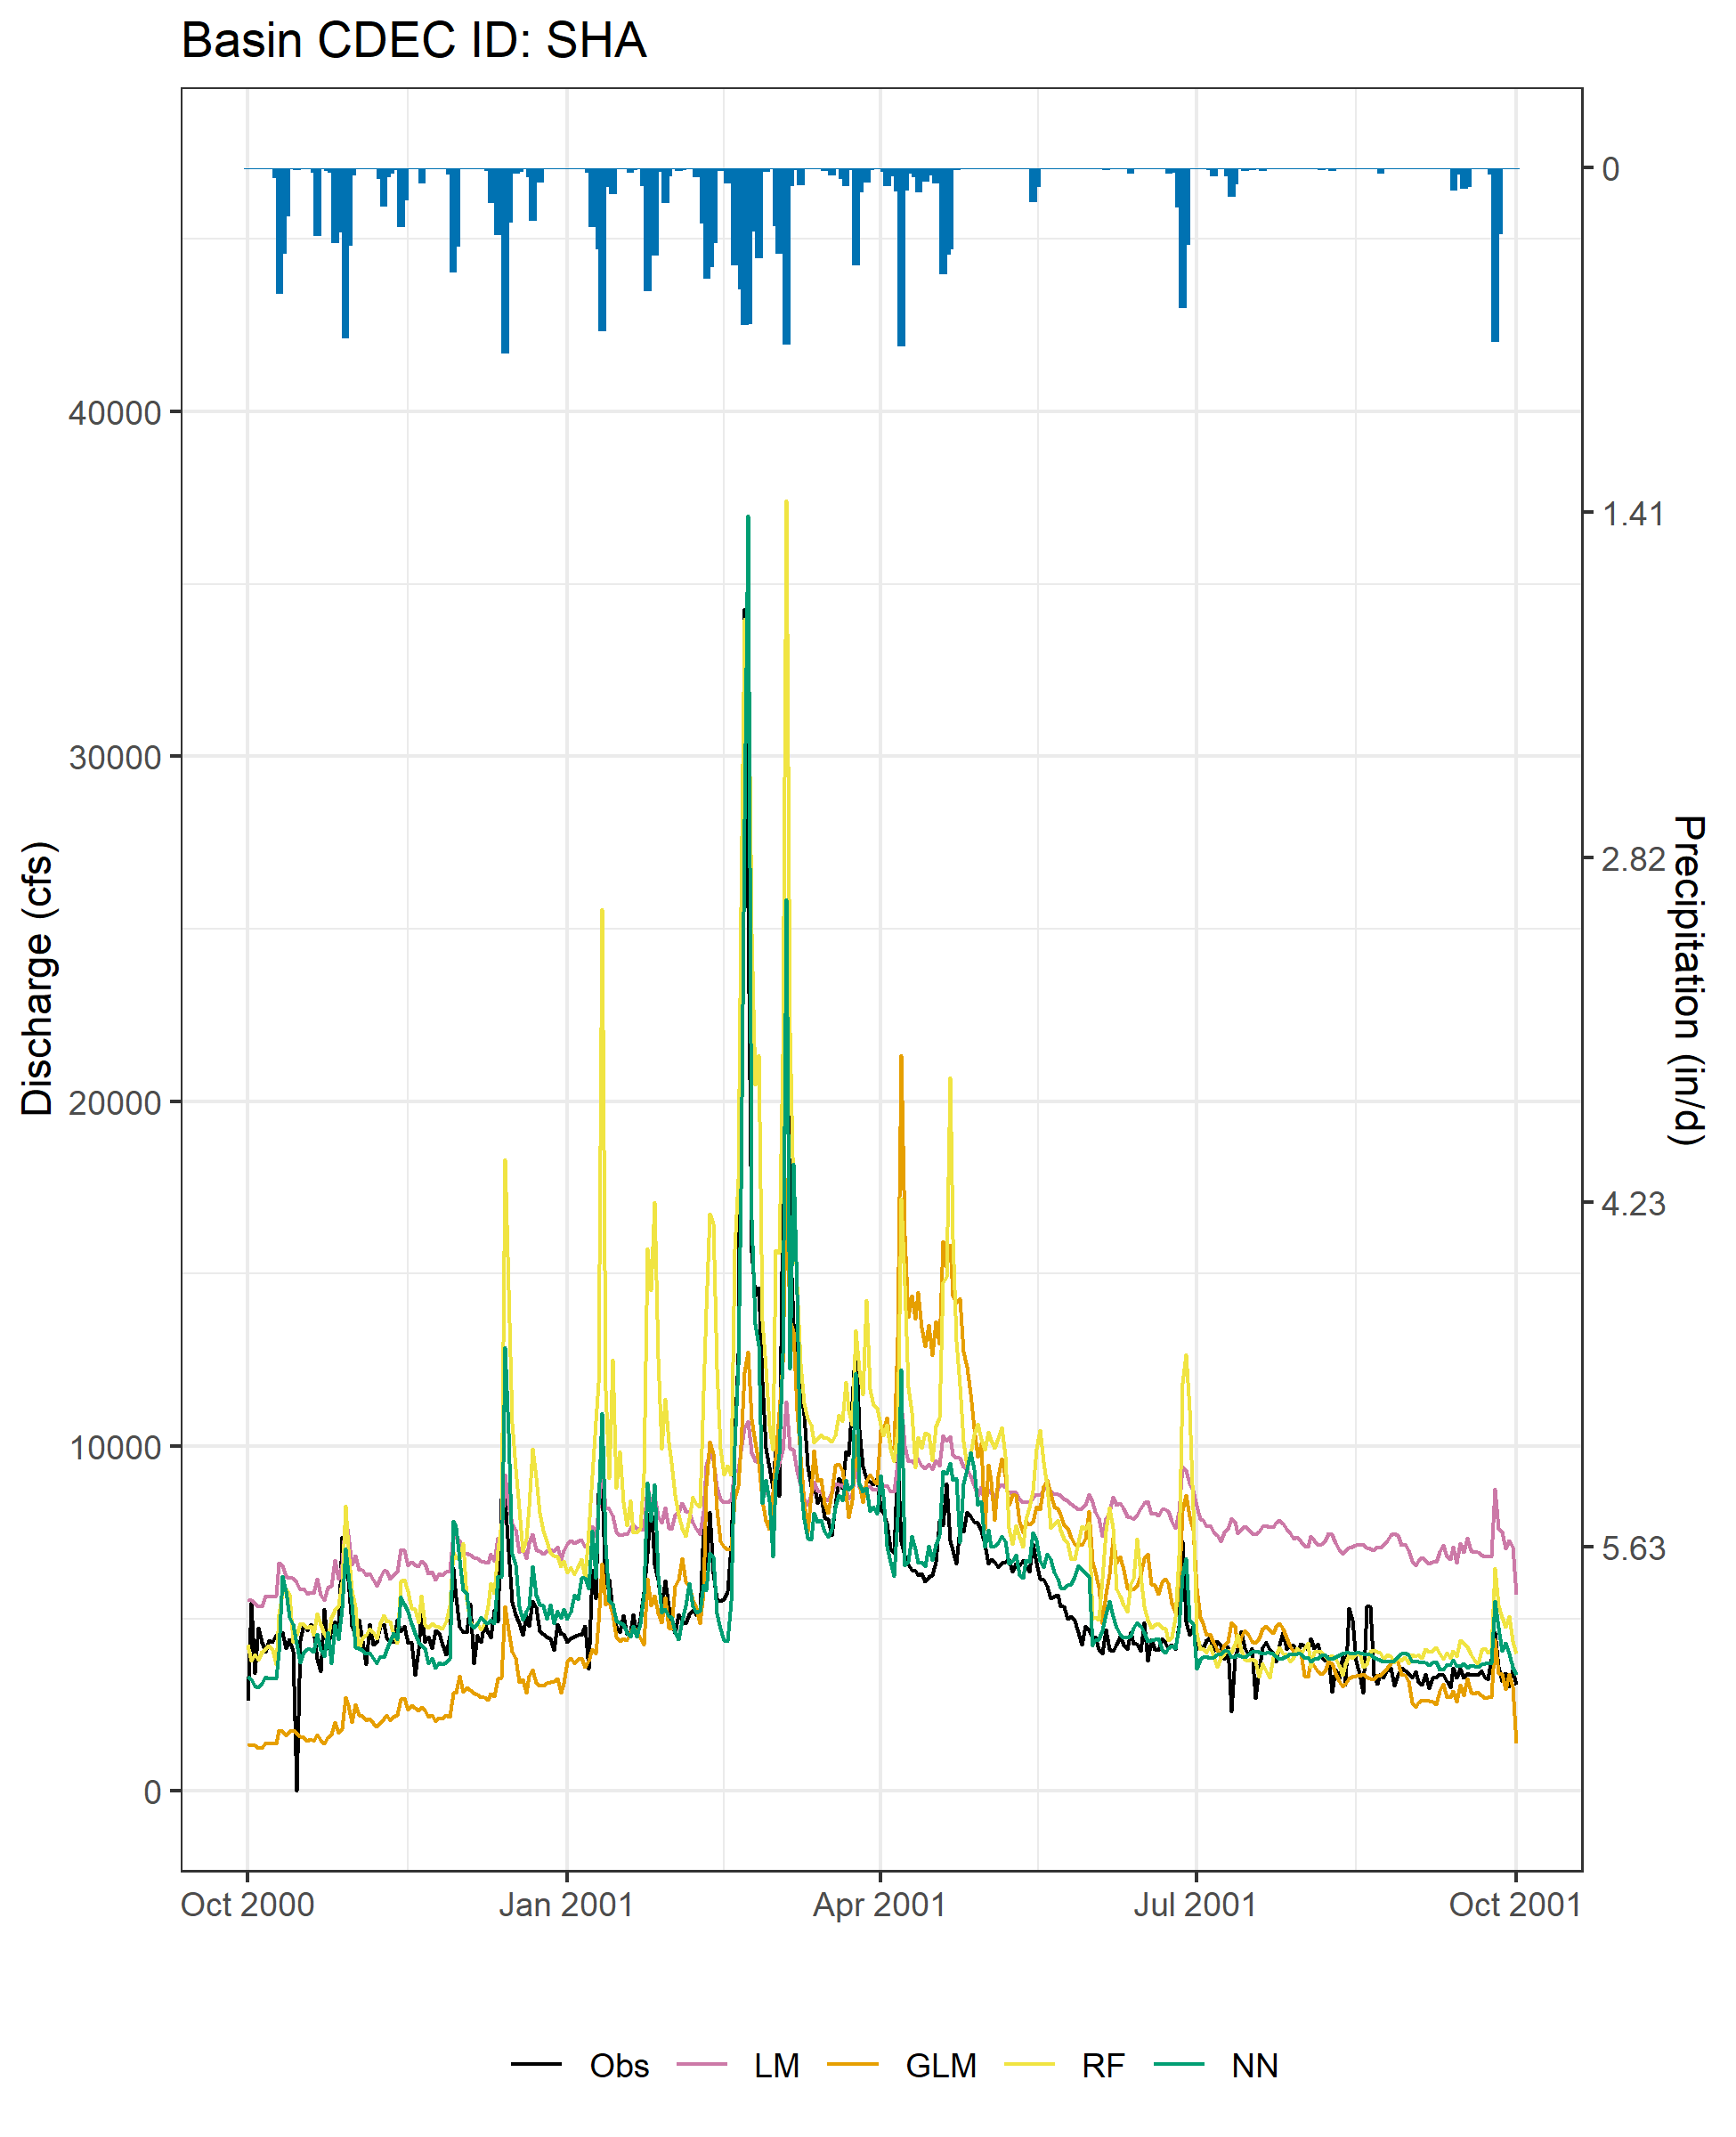 Basin CDEC ID: SHA
0
1.41
2.82
4.23
5.63
Precipitation (in/d)
40000
30000
20000
10000
0
Discharge (cfs)
Oct 2000 Jan 2001 Apr 2001 Jul 2001 Oct 2001
Obs LM GLM RF NN